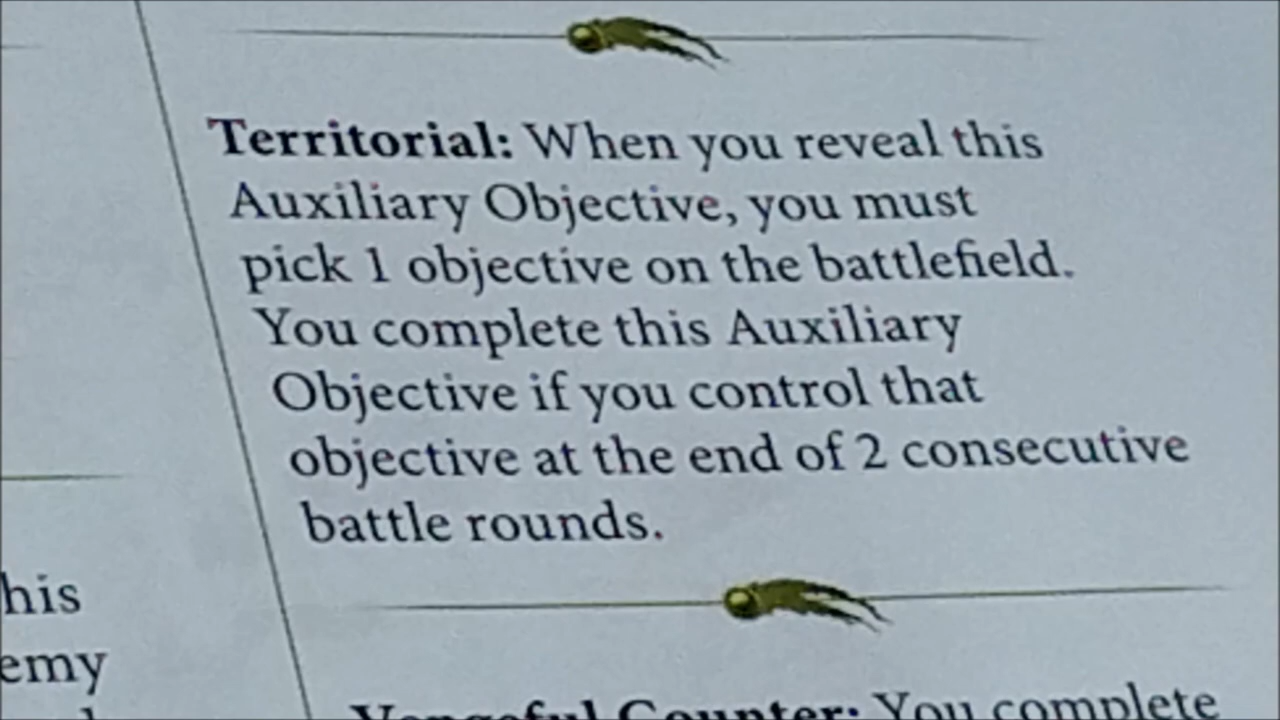 Territorial: When you reveal this
Auxiliary Objective, you must
pick 1 objective on the battlefield.
You complete this Auxiliary
Objective if you control that
objective at the end of 2 consecutive
battle rounds.
his
emy
Vengeful Counter: You complete